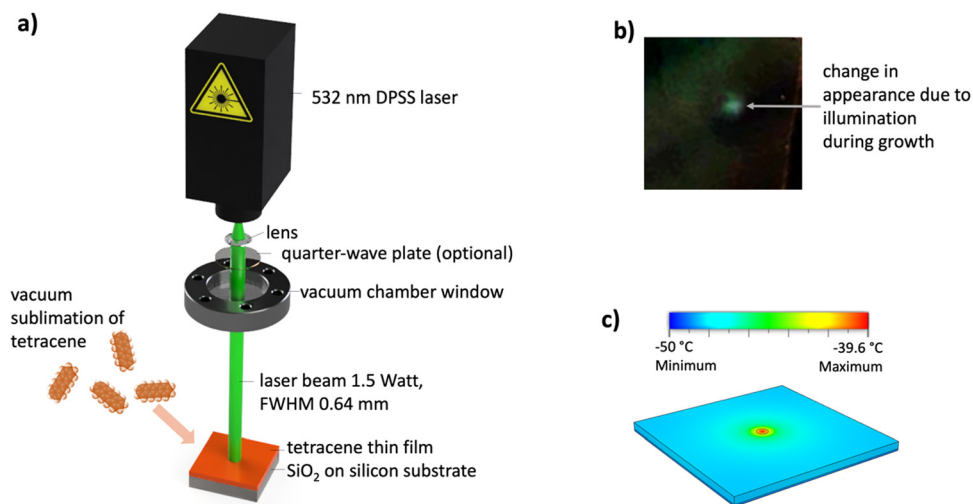 a)
532 nm DPSS laser
lens
quarter-wave plate (optional)
vacuum chamber window
vacuum
sublimation of
tetracene
laser beam 1.5 Watt,
FWHM 0.64 mm
tetracene thin film
SiO₂ on silicon substrate
b)
change in
appearance due to
illumination
during growth
c)
-50 °C
Minimum
-39.6 °C
Maximum